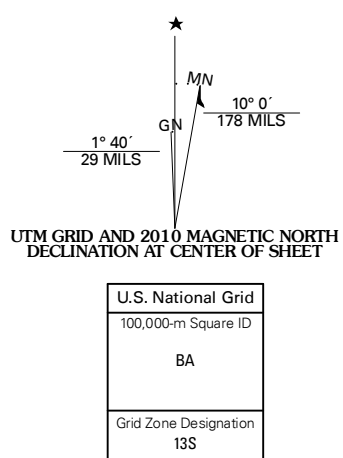 MN
GN
10° 0´
178 MILS
1° 40´
29 MILS
UTM GRID AND 2010 MAGNETIC NORTH
DECLINATION AT CENTER OF SHEET
U.S. National Grid
100,000-m Square ID
BA
Grid Zone Designation
13S